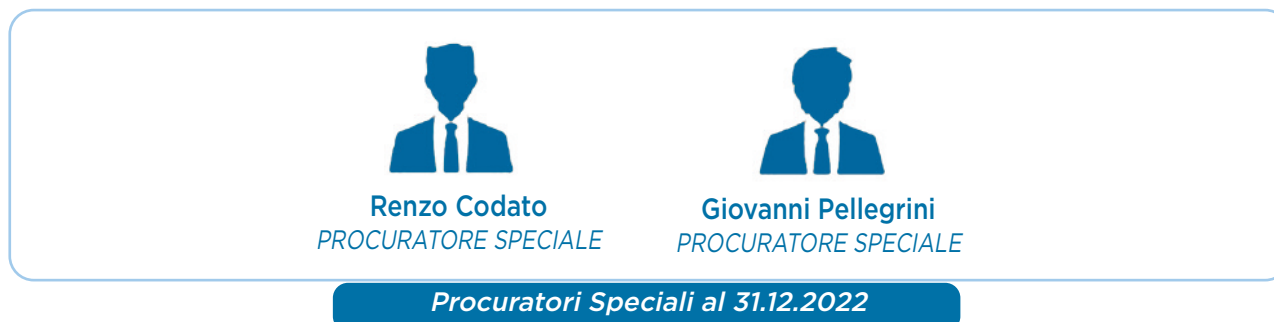 Renzo Codato
PROCURATORE SPECIALE
Giovanni Pellegrini
PROCURATORE SPECIALE
Procuratori Speciali al 31.12.2022